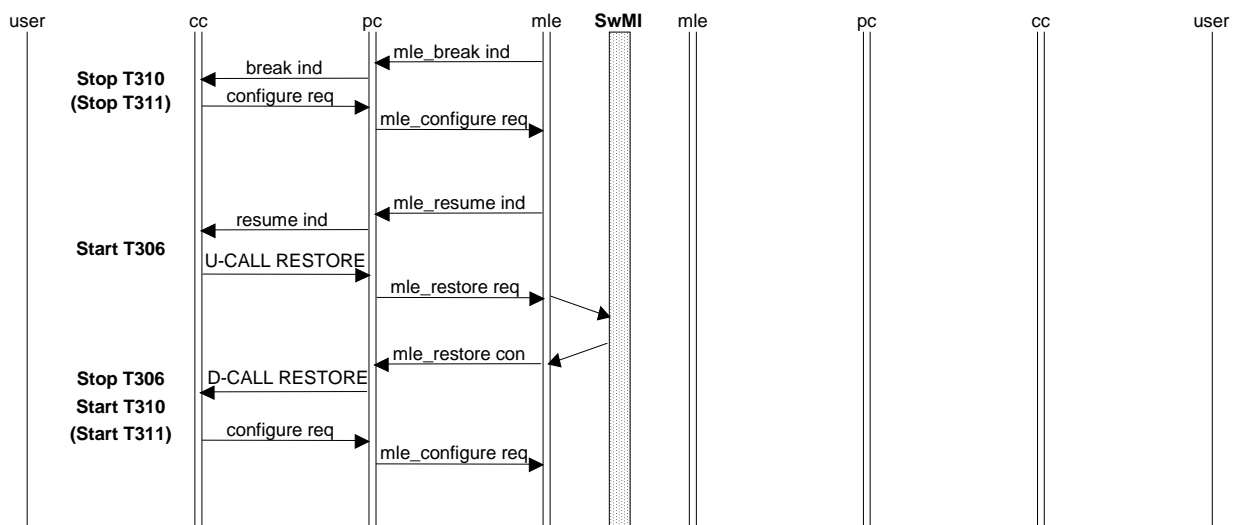 user cc pc mle SwMI mle pc cc user
mle_break ind
break ind
Stop T310
(Stop T311)
configure req
mle_configure req
mle_resume ind
resume ind
Start T306
U-CALL RESTORE
mle_restore req
mle_restore con
Stop T306
D-CALL RESTORE
Start T310
(Start T311)
configure req
mle_configure req